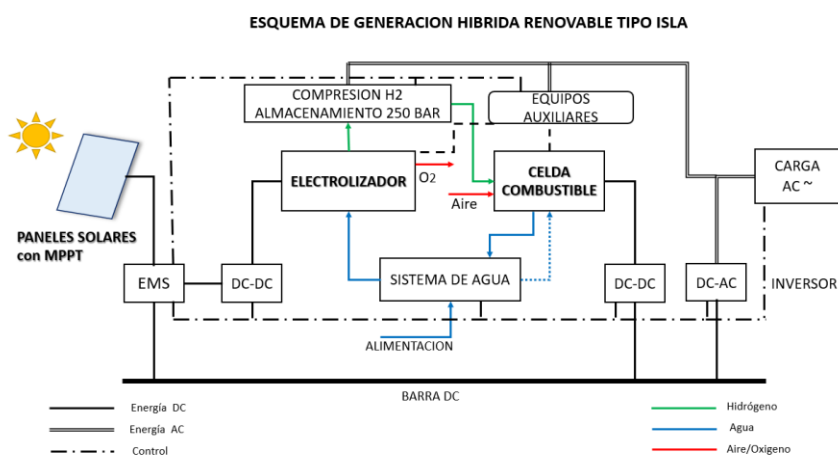 ESQUEMA DE GENERACION HIBRIDA RENOVABLE TIPO ISLA
COMPRESION H2
ALMACENAMIENTO 250 BAR
EQUIPOS
AUXILIARES
ELECTROLIZADOR
O2
Aire
CELDA
COMBUSTIBLE
CARGA
AC ~
PANELES SOLARES
con MPPT
EMS
DC-DC
SISTEMA DE AGUA
DC-DC
DC-AC
INVERSOR
ALIMENTACION
BARRA DC
Energía DC
Energía AC
Control
Hidrógeno
Agua
Aire/Oxigeno